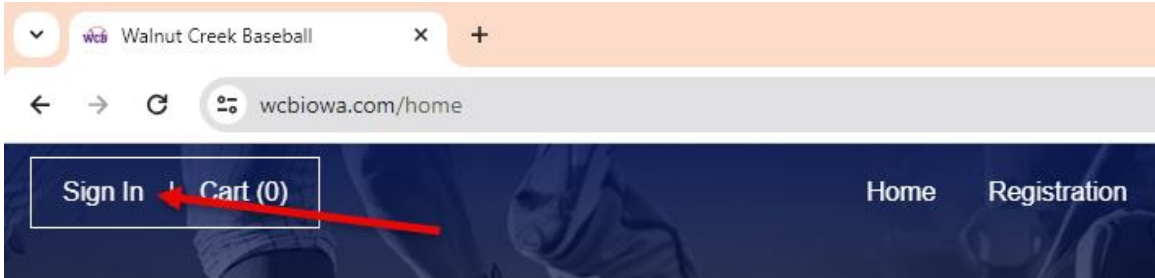 wcb Walnut Creek Baseball
wcbiowa.com/home
Sign In | Cart (0) Home Registration